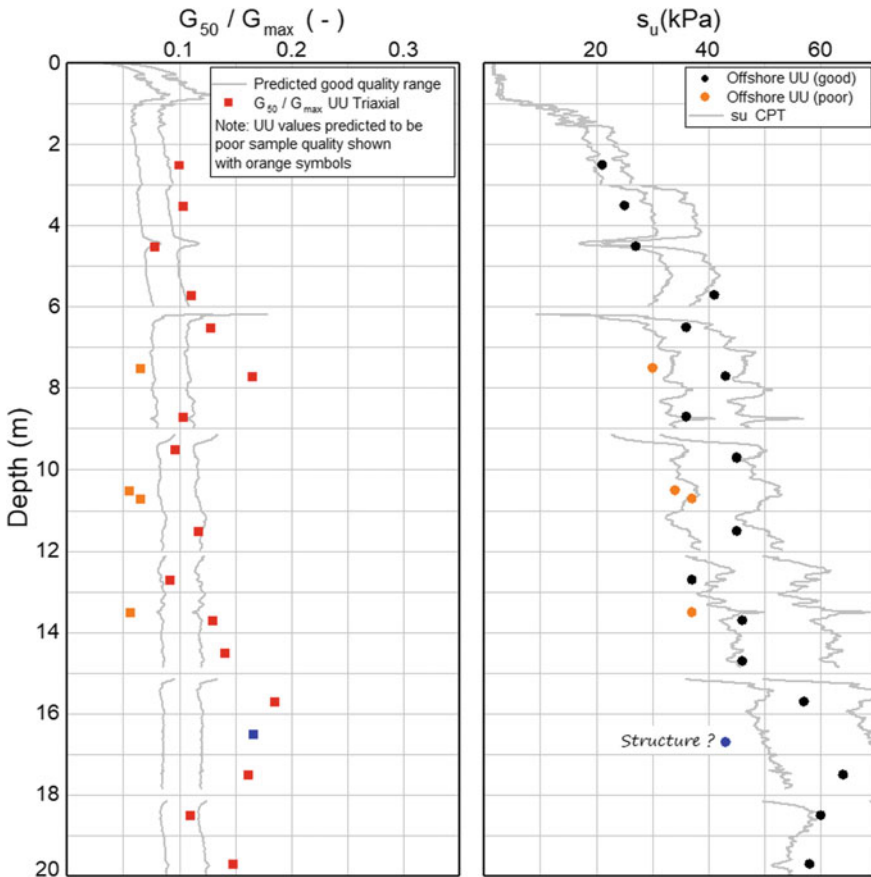 G50 / Gmax ( - )
0.1 0.2 0.3
su(kPa)
20 40 60
Depth (m)
0
2
4
6
8
10
12
14
16
18
20
Predicted good quality range
G50 / Gmax UU Triaxial
Note: UU values predicted to be
poor sample quality shown
with orange symbols
Offshore UU (good)
Offshore UU (poor)
su CPT
Structure ?